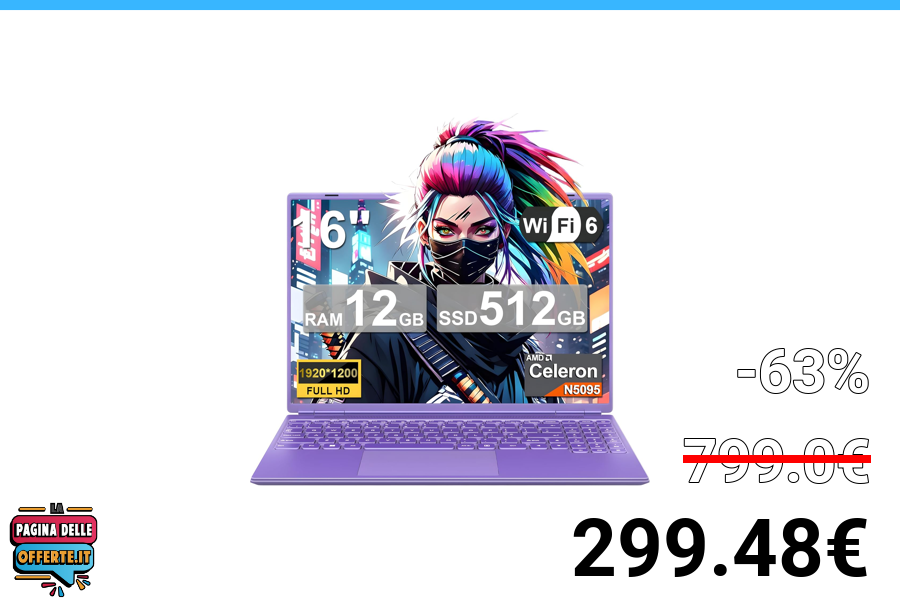 16"
Wi Fi 6
RAM 12 GB
SSD 512 GB
1920*1200
FULL HD
AMD
Celeron
N5095
-63%
799.0€
299.48€
LA
PAGINA DELLE
OFFERTE.IT